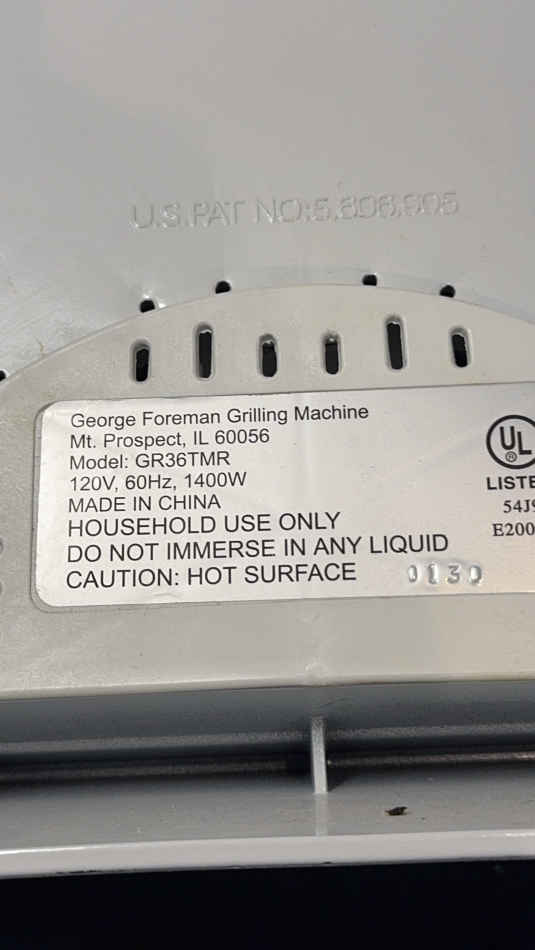 U.S.PAT NO:5,606,905
George Foreman Grilling Machine
Mt. Prospect, IL 60056
Model: GR36TMR
120V, 60Hz, 1400W
MADE IN CHINA
HOUSEHOLD USE ONLY
DO NOT IMMERSE IN ANY LIQUID
CAUTION: HOT SURFACE
0130
UL
®